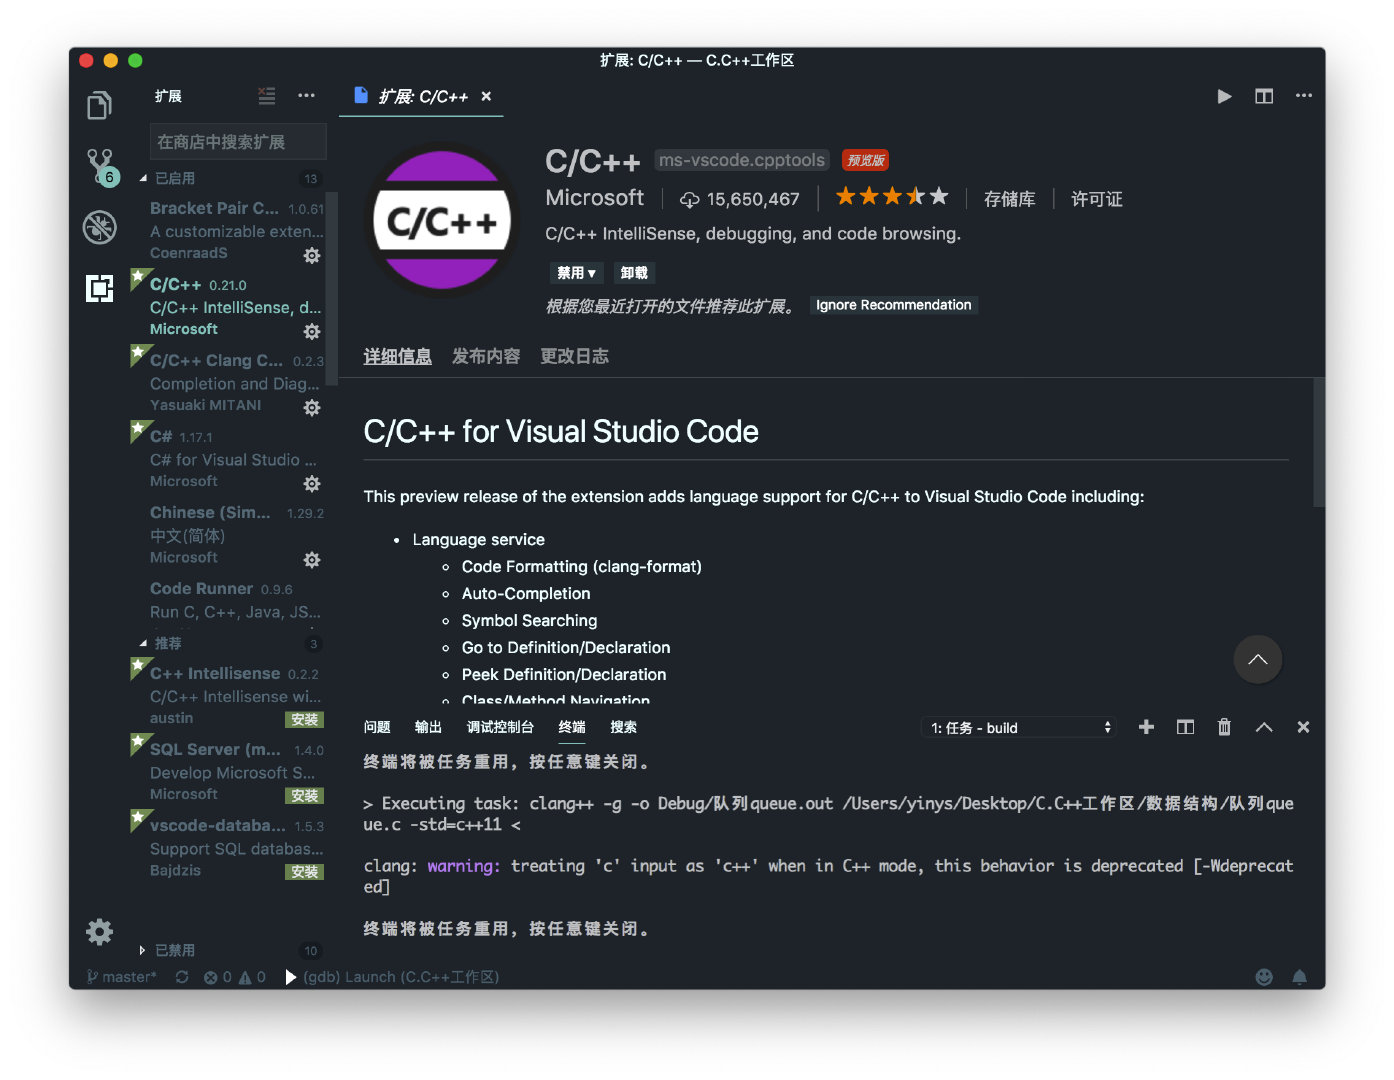 扩展: C/C++ — C.C++工作区
扩展
在商店中搜索扩展
已启用 13
Bracket Pair C... 1.0.61
A customizable exten...
CoenraadS
C/C++ 0.21.0
C/C++ IntelliSense, d...
Microsoft
C/C++ Clang C... 0.2.3
Completion and Diag...
Yasuaki MITANI
C# 1.17.1
C# for Visual Studio ...
Microsoft
Chinese (Sim... 1.29.2
中文(简体)
Microsoft
Code Runner 0.9.6
Run C, C++, Java, JS...
推荐 3
C++ Intellisense 0.2.2
C/C++ Intellisense wi...
austin 安装
SQL Server (m... 1.4.0
Develop Microsoft S...
Microsoft 安装
vscode-databa... 1.5.3
Support SQL databas...
Bajdzis 安装
已禁用 10
6
扩展: C/C++
C/C++
C/C++ ms-vscode.cpptools 预览版
Microsoft 15,650,467 存储库 许可证
C/C++ IntelliSense, debugging, and code browsing.
禁用 卸载
根据您最近打开的文件推荐此扩展。 Ignore Recommendation
详细信息 发布内容 更改日志
C/C++ for Visual Studio Code
This preview release of the extension adds language support for C/C++ to Visual Studio Code including:
Language service
Code Formatting (clang-format)
Auto-Completion
Symbol Searching
Go to Definition/Declaration
Peek Definition/Declaration
Class/Method Navigation
问题 输出 调试控制台 终端 搜索 1: 任务 - build
终端将被任务重用，按任意键关闭。
> Executing task: clang++ -g -o Debug/队列queue.out /Users/yinys/Desktop/C.C++工作区/数据结构/队列que
ue.c -std=c++11 <
clang: warning: treating 'c' input as 'c++' when in C++ mode, this behavior is deprecated [-Wdeprecat
ed]
终端将被任务重用，按任意键关闭。
master* 0 0 (gdb) Launch (C.C++工作区)